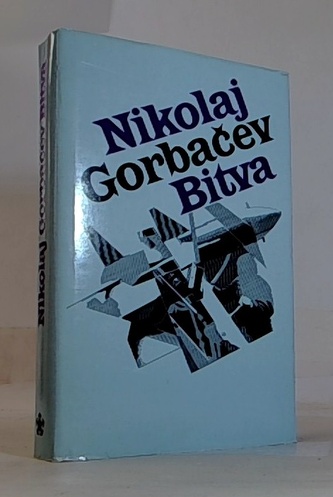 Nikolaj
Gorbačev
Bitva
Nikolaj Gorbačev Bitva